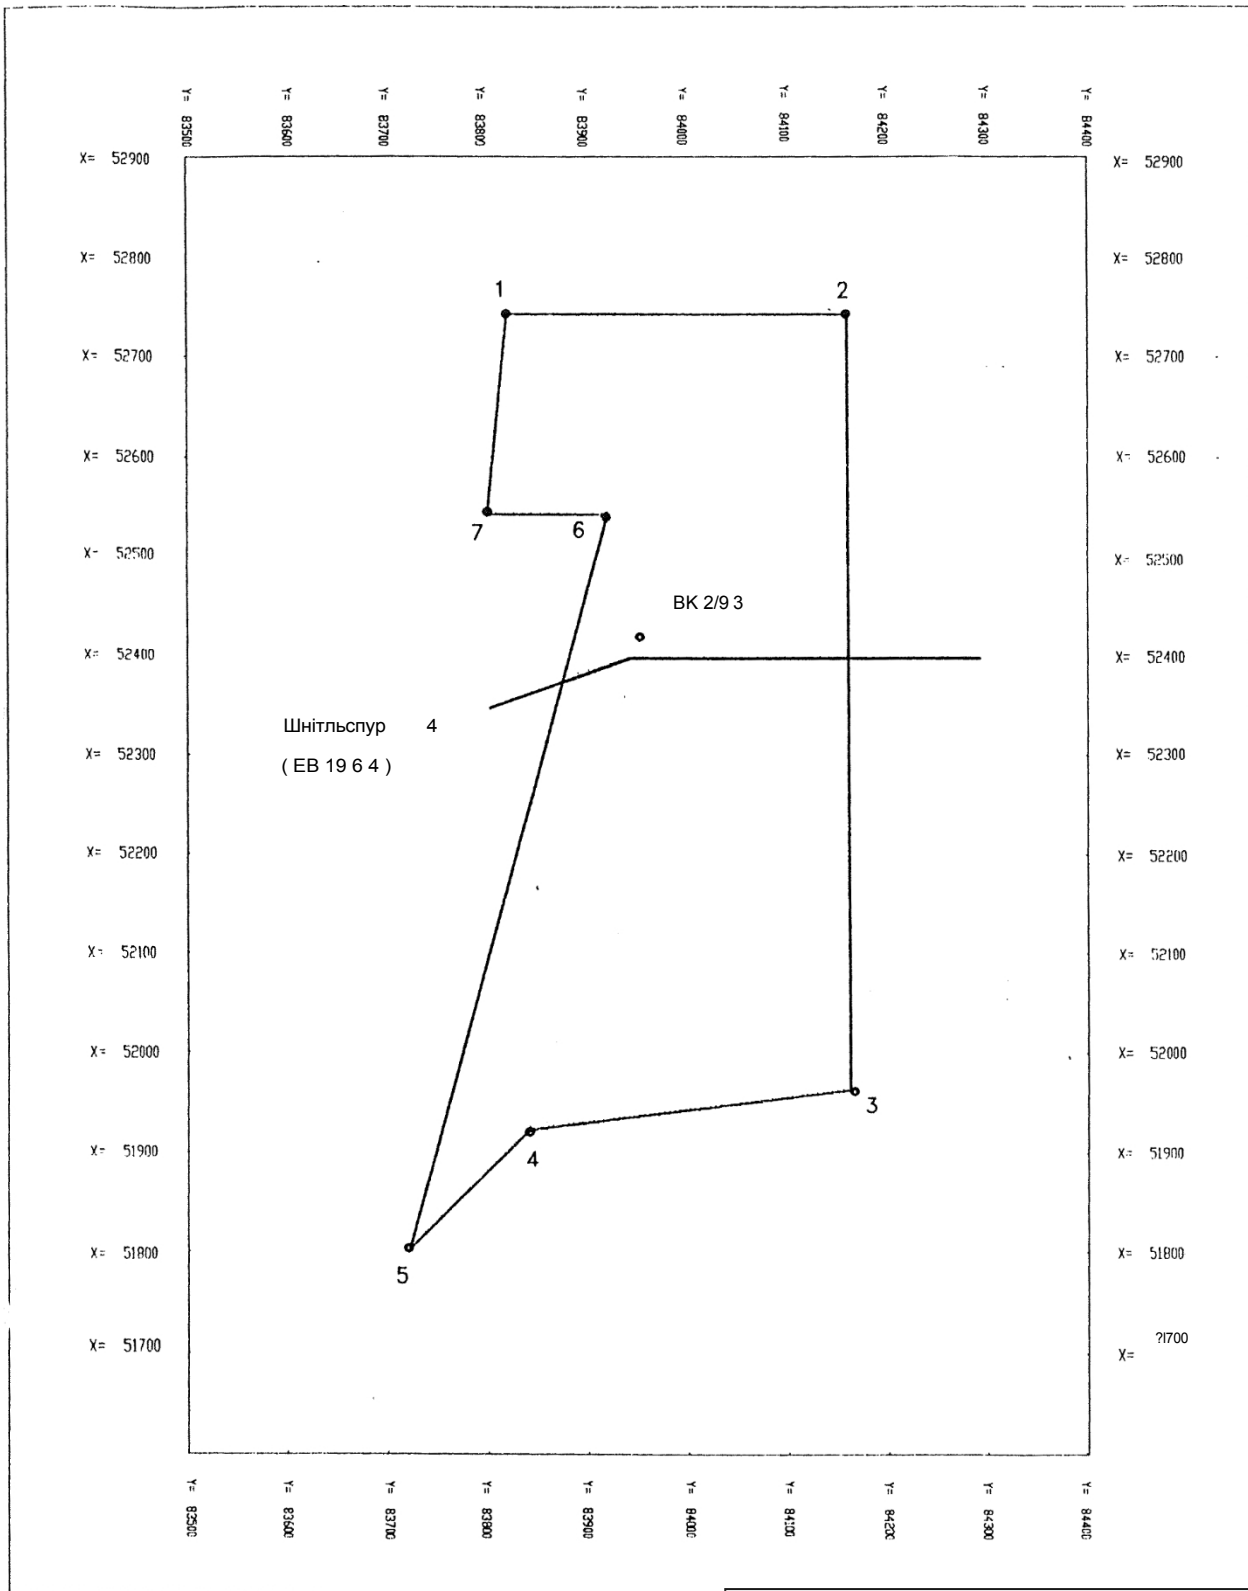 Y= 83500 Y= 83600 Y= 83700 Y= 83800 Y= 83900 Y= 84000 Y= 84100 Y= 84200 Y= 84300 Y= 84400
X= 52900 X= 52900
X= 52800 X= 52800
1 2
X= 52700 X= 52700
X= 52600 X= 52600
7 6
X= 52500 X= 52500
ВК 2/9 3
X= 52400 X= 52400
Шнітльспур 4
X= 52300 X= 52300
( ЕВ 19 6 4 )
X= 52200 X= 52200
X= 52100 X= 52100
X= 52000 X= 52000
3
X= 51900 X= 51900
4
X= 51800 X= 51800
5
X= 51700 X= ?I700
Y= 83500 Y= 83600 Y= 83700 Y= 83800 Y= 83900 Y= 84000 Y= 84100 Y= 84200 Y= 84300 Y= 84400